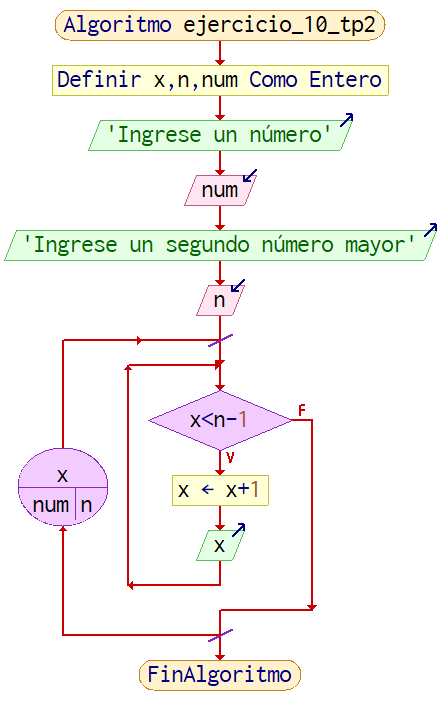 Algoritmo ejercicio_10_tp2
Definir x,n,num Como Entero
'Ingrese un número'
num
'Ingrese un segundo número mayor'
n
x<n-1
F
V
x
num n
x ← x+1
x
FinAlgoritmo